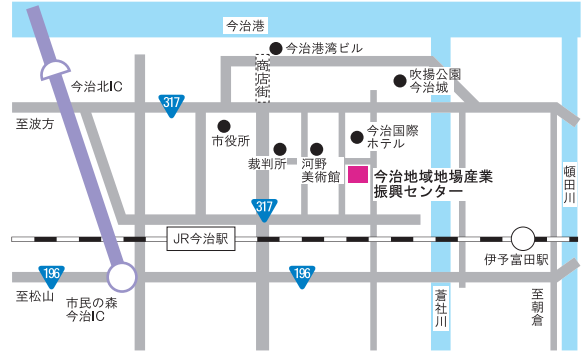 今治港
今治港湾ビル
商店街
吹揚公園
今治城
今治北IC
317
至波方
市役所
今治国際
ホテル
裁判所
河野
美術館
今治地域地場産業
振興センター
頓田川
317
JR今治駅
伊予富田駅
196
196
至松山
市民の森
今治IC
蒼社川
至朝倉